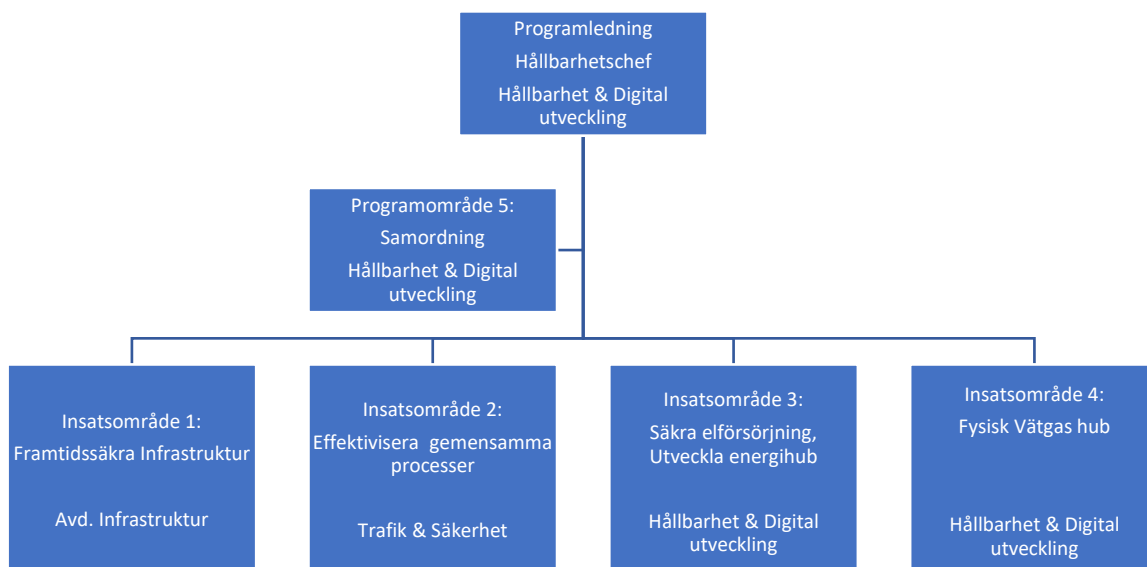 Programledning
Hållbarhetschef
Hållbarhet & Digital
utveckling
Programområde 5:
Samordning
Hållbarhet & Digital
utveckling
Insatsområde 1:
Framtidssäkra Infrastruktur
Avd. Infrastruktur
Insatsområde 2:
Effektivisera gemensamma
processer
Trafik & Säkerhet
Insatsområde 3:
Säkra elförsörjning,
Utveckla energihub
Hållbarhet & Digital
utveckling
Insatsområde 4:
Fysisk Vätgas hub
Hållbarhet & Digital
utveckling